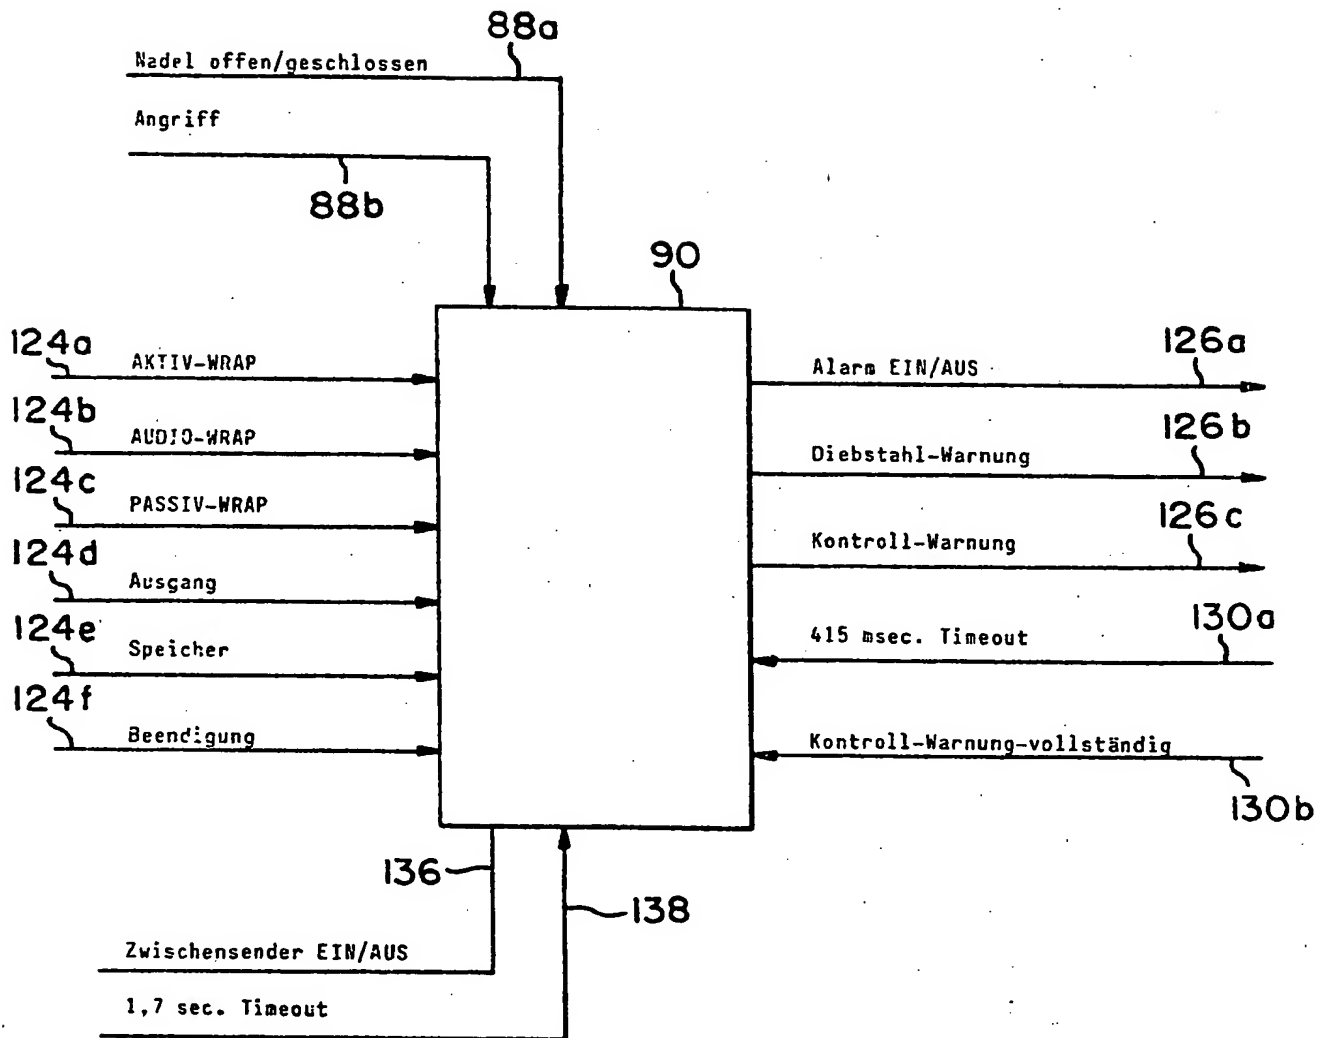 88a
Nadel offen/geschlossen
Angriff
88b
90
124a AKTIV-WRAP
124b AUDIO-WRAP
124c PASSIV-WRAP
124d Ausgang
124e Speicher
124f Beendigung
Alarm EIN/AUS 126a
Diebstahl-Warnung 126b
Kontroll-Warnung 126c
415 msec. Timeout 130a
Kontroll-Warnung-vollständig
130b
136
138
Zwischensender EIN/AUS
1,7 sec. Timeout